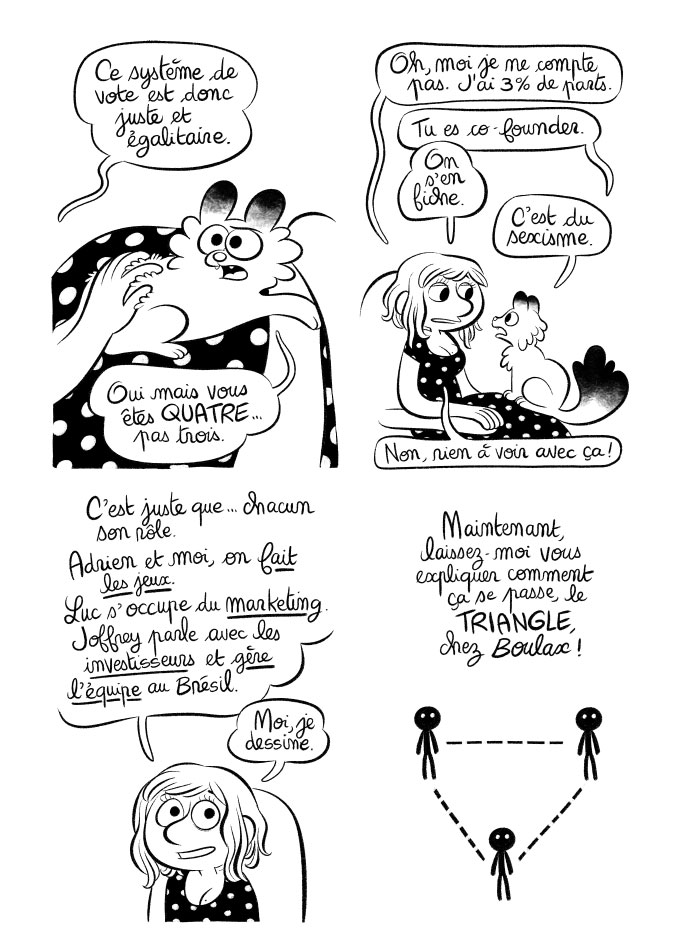 Ce système de
vote est donc
juste et
égalitaire.
Oui mais vous
êtes QUATRE...
pas trois.
Oh, moi je ne compte
pas. J'ai 3% de parts.
Tu es co-founder.
On
s'en
fiche.
C'est du
sexisme.
Non, rien à voir avec ça!
C'est juste que... chacun
son rôle.
Adrien et moi, on fait
les jeux.
Luc s'occupe du marketing.
Joffrey parle avec les
investisseurs et gère
l'équipe au Brésil.
Moi, je
dessine.
Maintenant,
laissez-moi vous
expliquer comment
ça se passe, le
TRIANGLE,
chez Boulax!